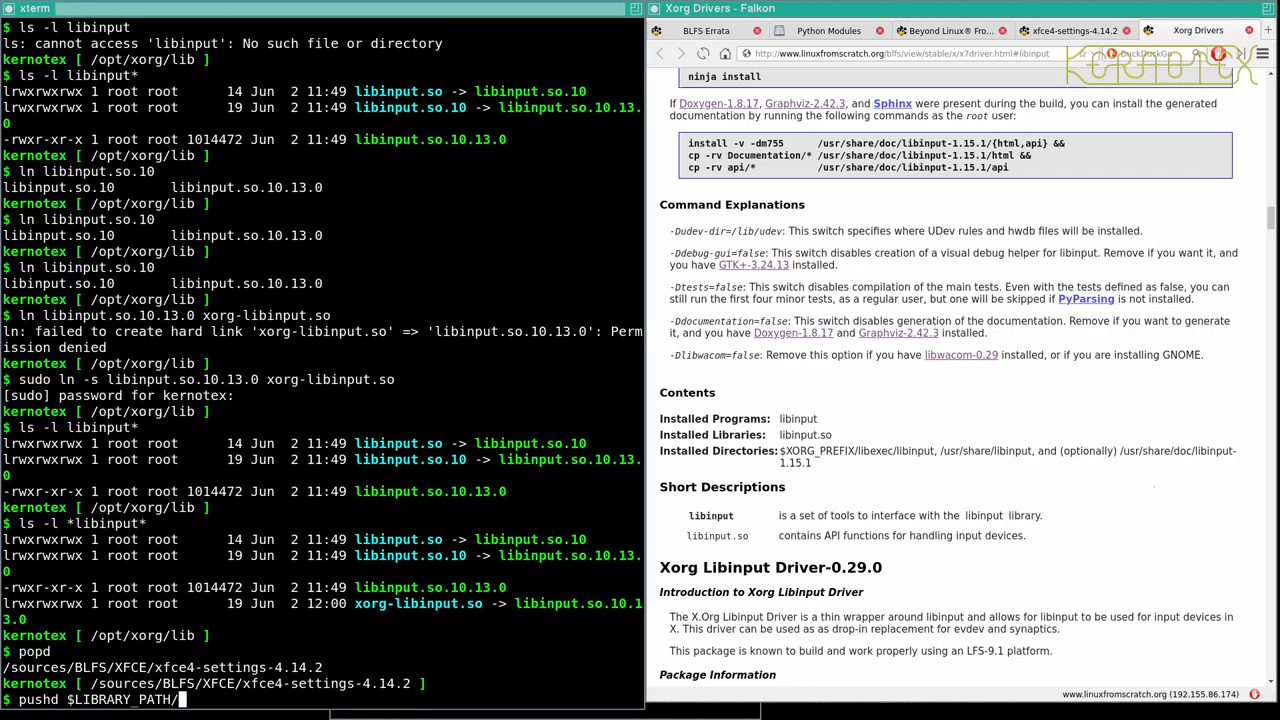 xterm
$ ls -l libinput
ls: cannot access 'libinput': No such file or directory
kernotex [ /opt/xorg/lib ]
$ ls -l libinput*
lrwxrwxrwx 1 root root      14 Jun  2 11:49 libinput.so -> libinput.so.10
lrwxrwxrwx 1 root root      19 Jun  2 11:49 libinput.so.10 -> libinput.so.10.13.
0
-rwxr-xr-x 1 root root 1014472 Jun  2 11:49 libinput.so.10.13.0
kernotex [ /opt/xorg/lib ]
$ ln libinput.so.10
libinput.so.10       libinput.so.10.13.0
kernotex [ /opt/xorg/lib ]
$ ln libinput.so.10
libinput.so.10       libinput.so.10.13.0
kernotex [ /opt/xorg/lib ]
$ ln libinput.so.10
libinput.so.10       libinput.so.10.13.0
kernotex [ /opt/xorg/lib ]
$ ln libinput.so.10.13.0 xorg-libinput.so
ln: failed to create hard link 'xorg-libinput.so' => 'libinput.so.10.13.0': Perm
ission denied
kernotex [ /opt/xorg/lib ]
$ sudo ln -s libinput.so.10.13.0 xorg-libinput.so
[sudo] password for kernotex:
kernotex [ /opt/xorg/lib ]
$ ls -l libinput*
lrwxrwxrwx 1 root root      14 Jun  2 11:49 libinput.so -> libinput.so.10
lrwxrwxrwx 1 root root      19 Jun  2 11:49 libinput.so.10 -> libinput.so.10.13.
0
-rwxr-xr-x 1 root root 1014472 Jun  2 11:49 libinput.so.10.13.0
kernotex [ /opt/xorg/lib ]
$ ls -l *libinput*
lrwxrwxrwx 1 root root      14 Jun  2 11:49 libinput.so -> libinput.so.10
lrwxrwxrwx 1 root root      19 Jun  2 11:49 libinput.so.10 -> libinput.so.10.13.
0
-rwxr-xr-x 1 root root 1014472 Jun  2 11:49 libinput.so.10.13.0
lrwxrwxrwx 1 root root      19 Jun  2 12:00 xorg-libinput.so -> libinput.so.10.1
3.0
kernotex [ /opt/xorg/lib ]
$ popd
/sources/BLFS/XFCE/xfce4-settings-4.14.2
kernotex [ /sources/BLFS/XFCE/xfce4-settings-4.14.2 ]
$ pushd $LIBRARY_PATH/
Xorg Drivers - Falkon
BLFS Errata
Python Modules
Beyond Linux® Fro...
xfce4-settings-4.14.2
Xorg Drivers
http://www.linuxfromscratch.org/blfs/view/stable/x/x7driver.html#libinput
DuckDuckGo
KERNOTEX
ninja install
If Doxygen-1.8.17, Graphviz-2.42.3, and Sphinx were present during the build, you can install the generated
documentation by running the following commands as the root user:
install -v -dm755      /usr/share/doc/libinput-1.15.1/{html,api} &&
cp -rv Documentation/* /usr/share/doc/libinput-1.15.1/html &&
cp -rv api/*           /usr/share/doc/libinput-1.15.1/api
Command Explanations
-Dudev-dir=/lib/udev: This switch specifies where UDev rules and hwdb files will be installed.
-Ddebug-gui=false: This switch disables creation of a visual debug helper for libinput. Remove if you want it, and
you have GTK+-3.24.13 installed.
-Dtests=false: This switch disables compilation of the main tests. Even with the tests defined as false, you can
still run the first four minor tests, as a regular user, but one will be skipped if PyParsing is not installed.
-Ddocumentation=false: This switch disables generation of the documentation. Remove if you want to generate
it, and you have Doxygen-1.8.17 and Graphviz-2.42.3 installed.
-Dlibwacom=false: Remove this option if you have libwacom-0.29 installed, or if you are installing GNOME.
Contents
Installed Programs: libinput
Installed Libraries: libinput.so
Installed Directories: $XORG_PREFIX/libexec/libinput, /usr/share/libinput, and (optionally) /usr/share/doc/libinput-
1.15.1
Short Descriptions
libinput is a set of tools to interface with the libinput library.
libinput.so contains API functions for handling input devices.
Xorg Libinput Driver-0.29.0
Introduction to Xorg Libinput Driver
The X.Org Libinput Driver is a thin wrapper around libinput and allows for libinput to be used for input devices in
X. This driver can be used as as drop-in replacement for evdev and synaptics.
This package is known to build and work properly using an LFS-9.1 platform.
Package Information
www.linuxfromscratch.org (192.155.86.174)